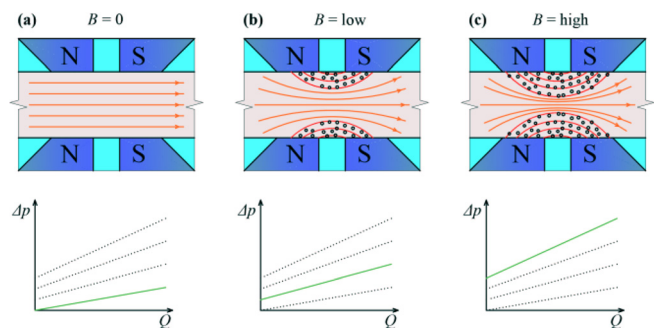 (a) B = 0 (b) B = low (c) B = high
N S N S N S
N S N S N S
Δp Δp Δp
Q Q Q